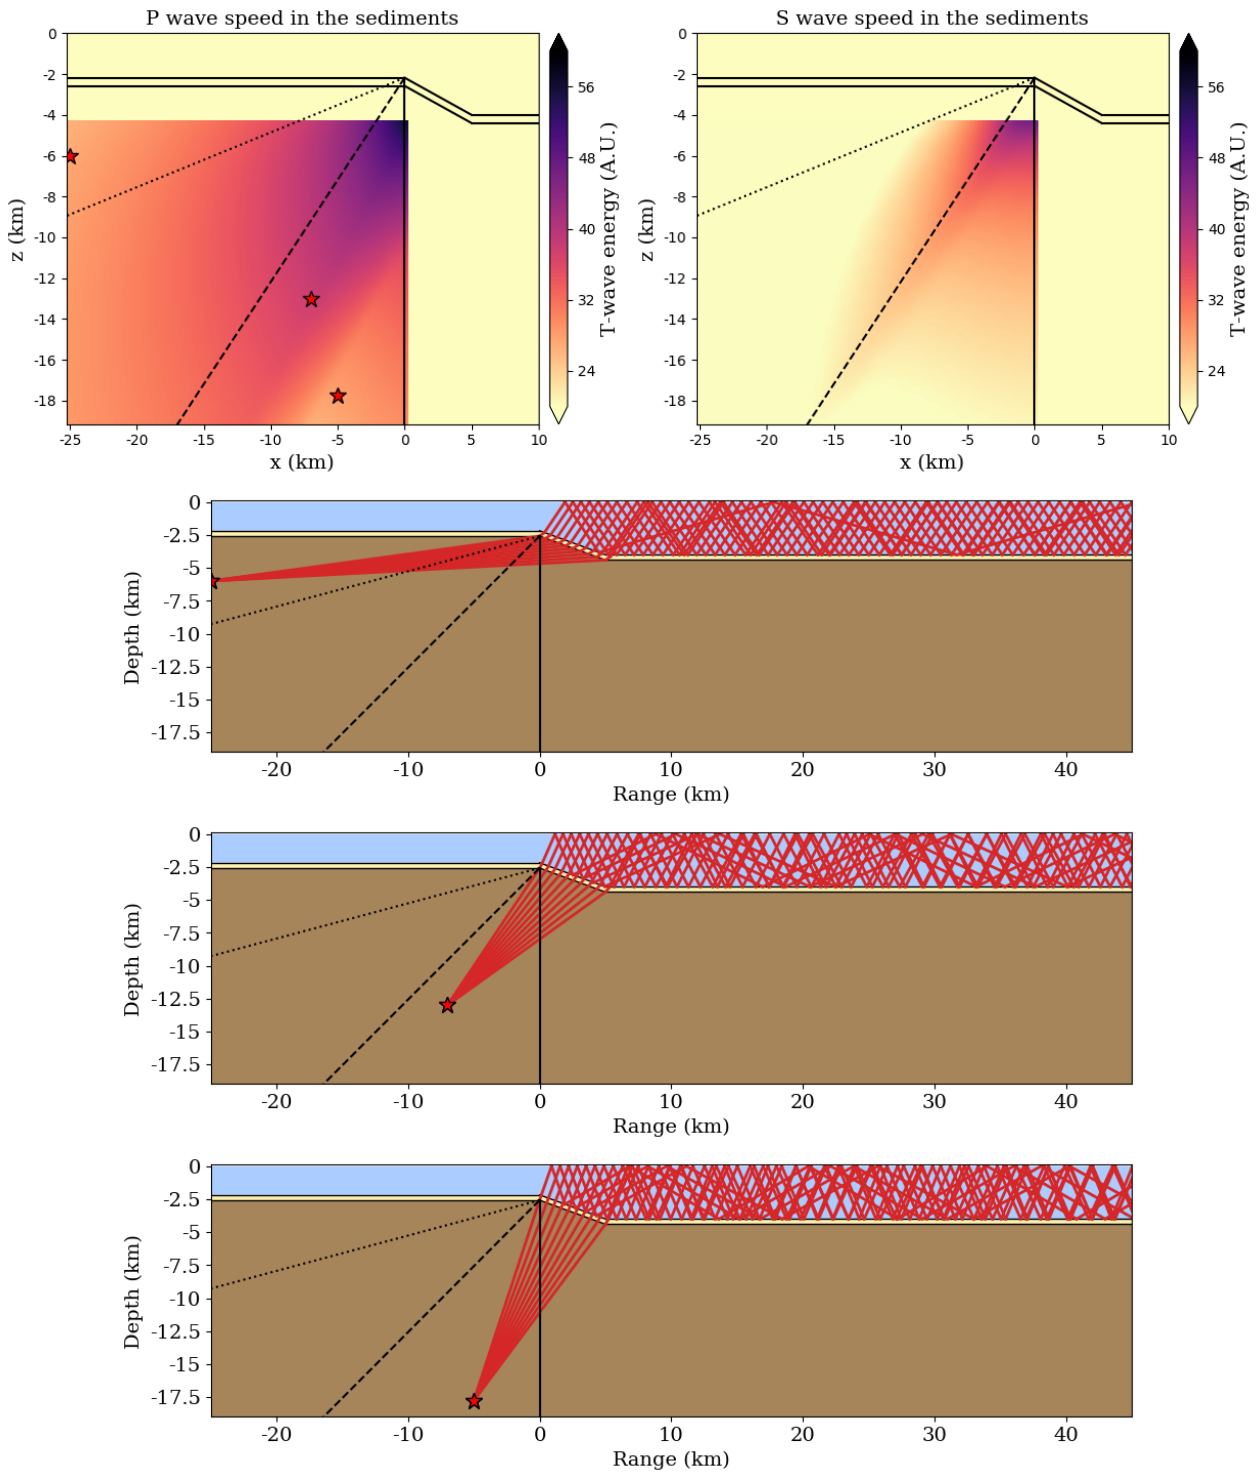 P wave speed in the sediments
0
-2
-4
-6
-8
-10
-12
-14
-16
-18
z (km)
-25 -20 -15 -10 -5 0 5 10
x (km)
56
48
40
32
24
T-wave energy (A.U.)
S wave speed in the sediments
0
-2
-4
-6
-8
-10
-12
-14
-16
-18
z (km)
-25 -20 -15 -10 -5 0 5 10
x (km)
56
48
40
32
24
T-wave energy (A.U.)
0
-2.5
-5
-7.5
-10
-12.5
-15
-17.5
Depth (km)
-20 -10 0 10 20 30 40
Range (km)
0
-2.5
-5
-7.5
-10
-12.5
-15
-17.5
Depth (km)
-20 -10 0 10 20 30 40
Range (km)
0
-2.5
-5
-7.5
-10
-12.5
-15
-17.5
Depth (km)
-20 -10 0 10 20 30 40
Range (km)